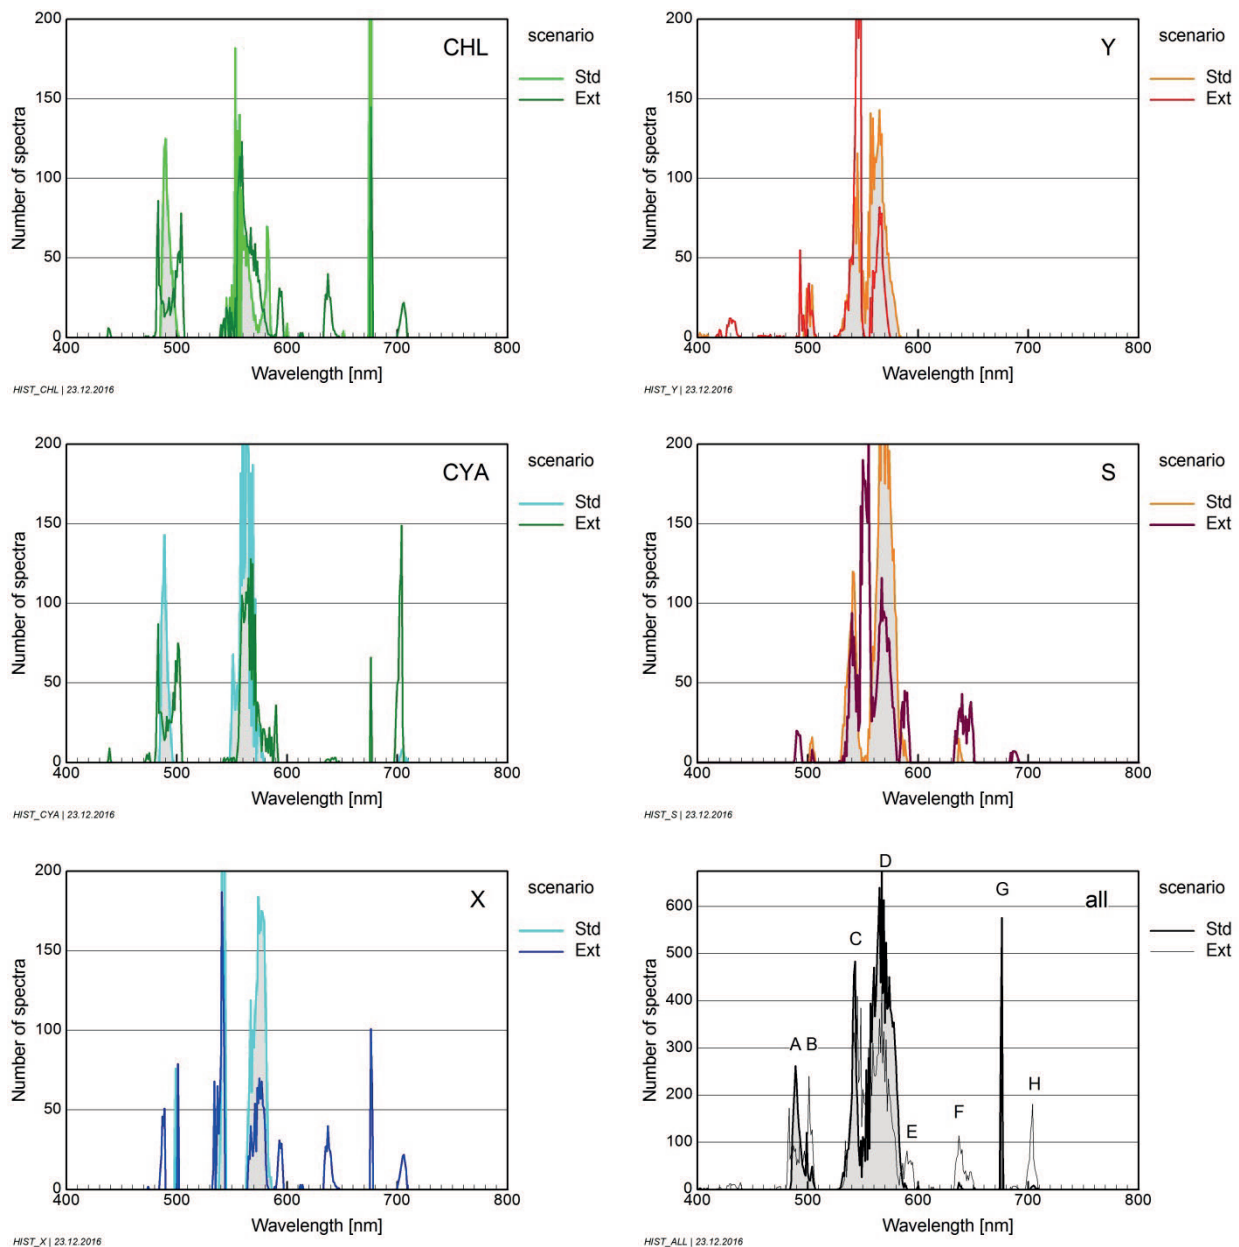 CHL
scenario
Std
Ext
200
150
100
50
0
400 500 600 700 800
Number of spectra
Wavelength [nm]
HIST_CHL | 23.12.2016
Y
scenario
Std
Ext
200
150
100
50
0
400 500 600 700 800
Number of spectra
Wavelength [nm]
HIST_Y | 23.12.2016
CYA
scenario
Std
Ext
200
150
100
50
0
400 500 600 700 800
Number of spectra
Wavelength [nm]
HIST_CYA | 23.12.2016
S
scenario
Std
Ext
200
150
100
50
0
400 500 600 700 800
Number of spectra
Wavelength [nm]
HIST_S | 23.12.2016
X
scenario
Std
Ext
200
150
100
50
0
400 500 600 700 800
Number of spectra
Wavelength [nm]
HIST_X | 23.12.2016
all
scenario
Std
Ext
A B C D E F G H
600
500
400
300
200
100
0
400 500 600 700 800
Number of spectra
Wavelength [nm]
HIST_ALL | 23.12.2016